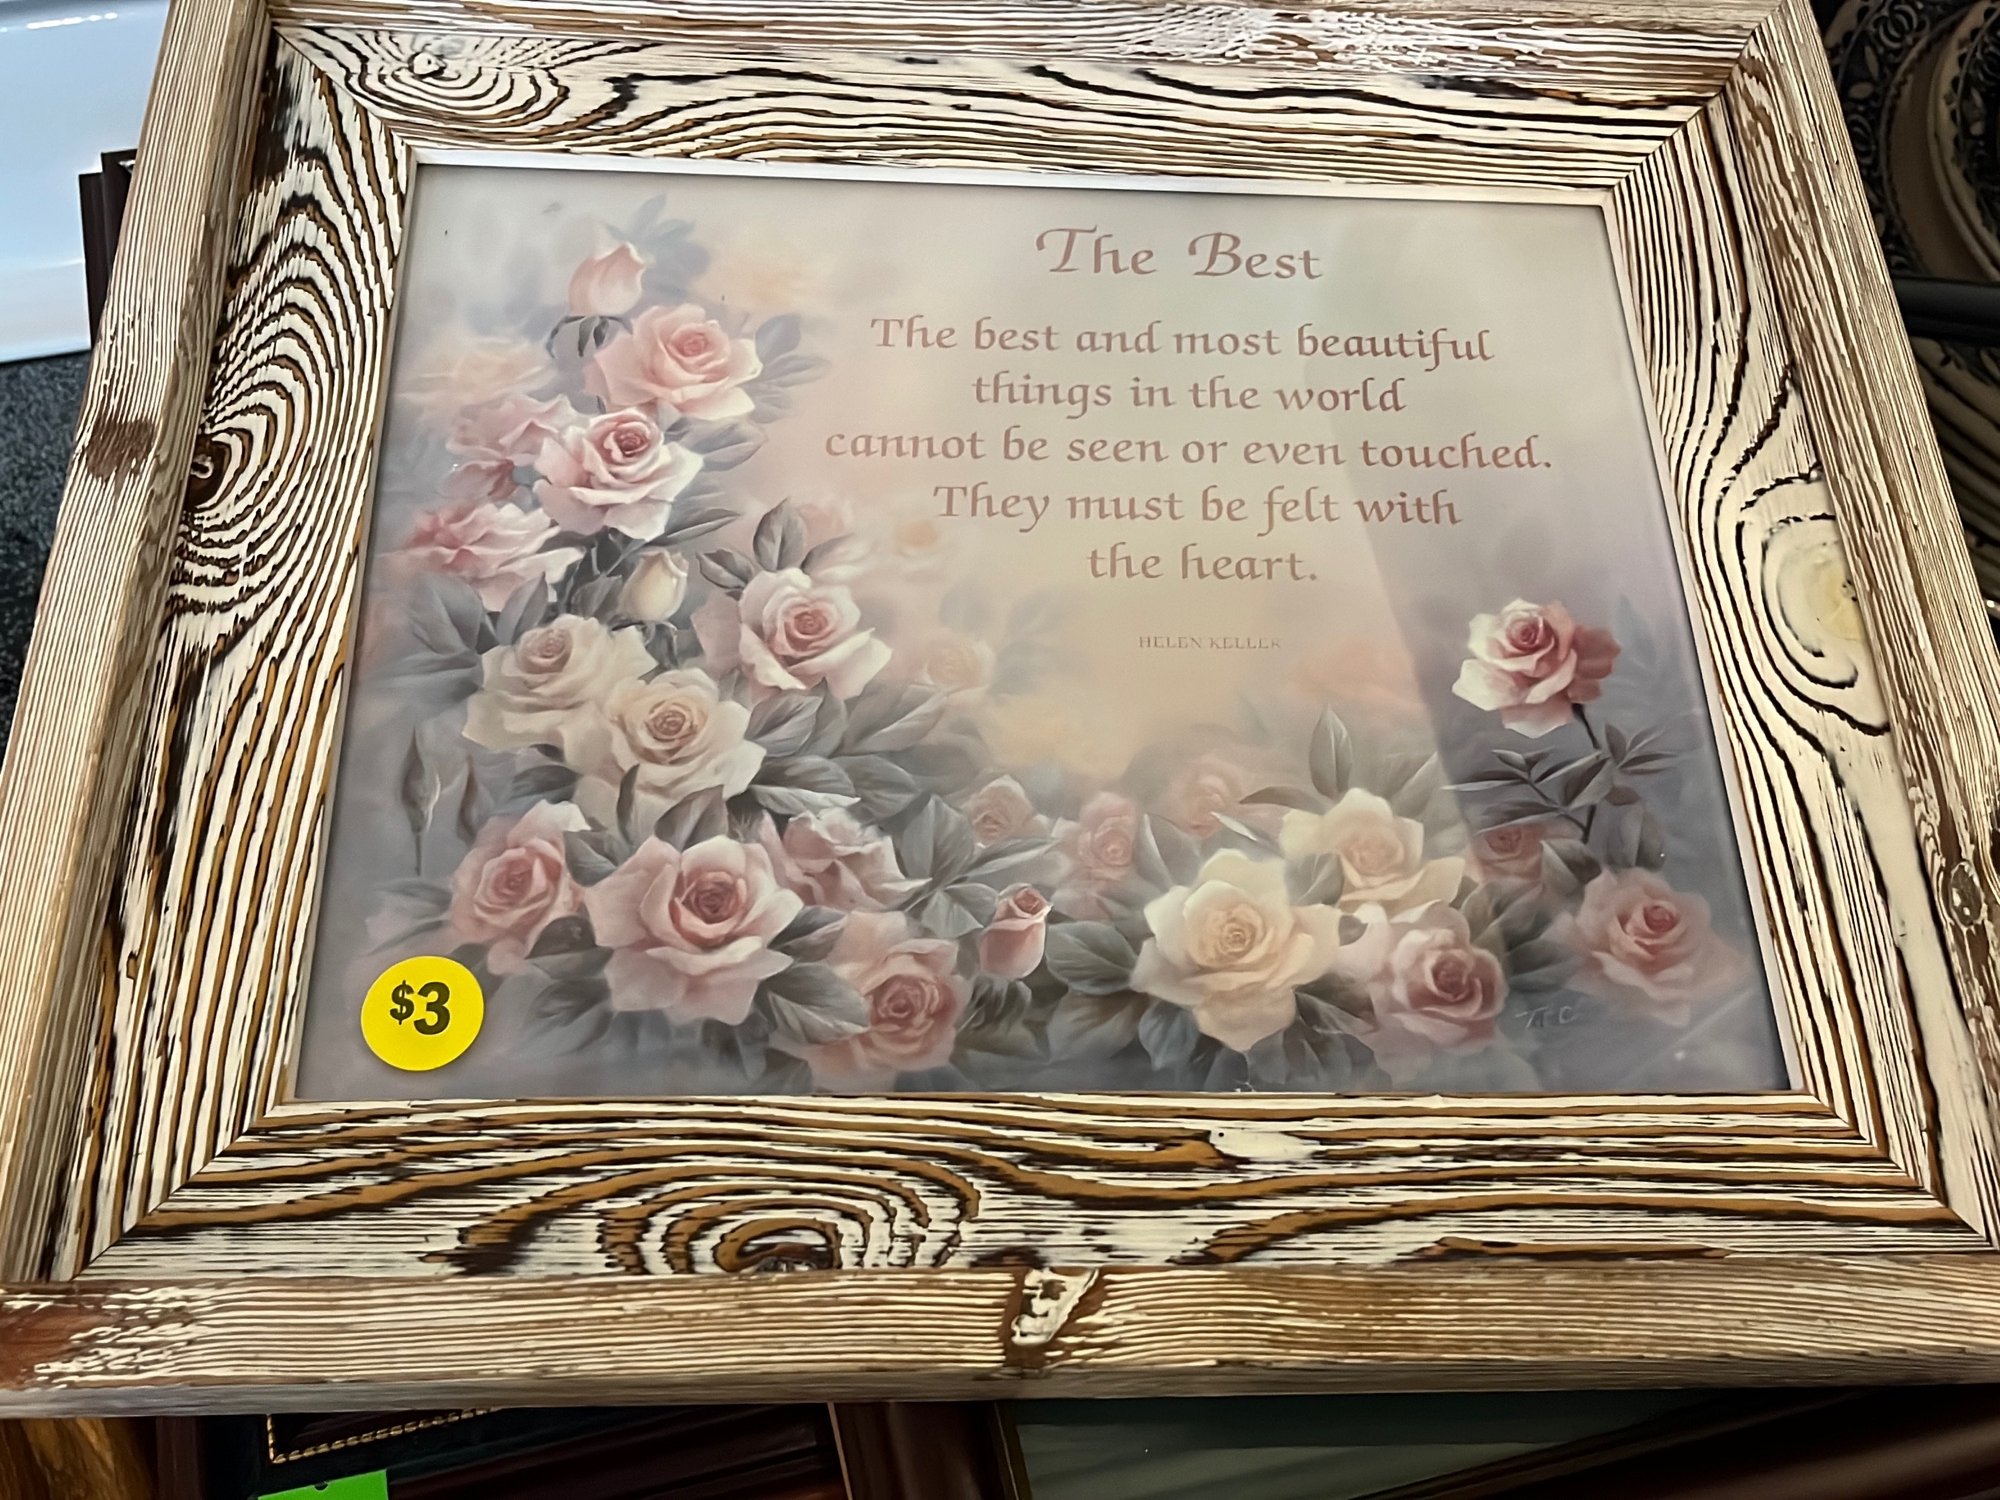 The Best
The best and most beautiful
things in the world
cannot be seen or even touched.
They must be felt with
the heart.
HELEN KELLER
$3